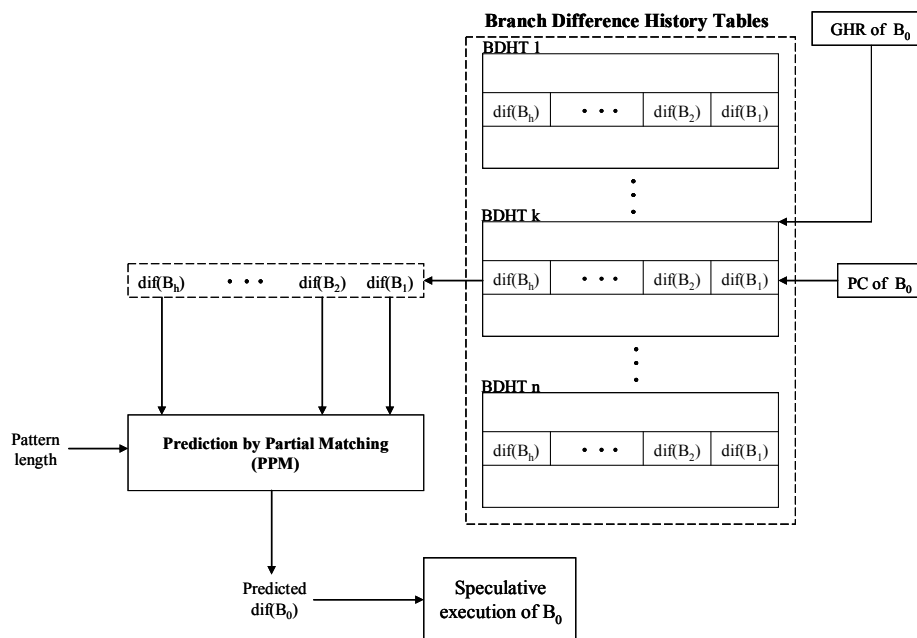 Branch Difference History Tables
GHR of B₀
BDHT 1
dif(Bₕ) • • • dif(B₂) dif(B₁)
BDHT k
dif(Bₕ) • • • dif(B₂) dif(B₁)
PC of B₀
dif(Bₕ) • • • dif(B₂) dif(B₁)
BDHT n
dif(Bₕ) • • • dif(B₂) dif(B₁)
Pattern
length
Prediction by Partial Matching
(PPM)
Predicted
dif(B₀)
Speculative
execution of B₀